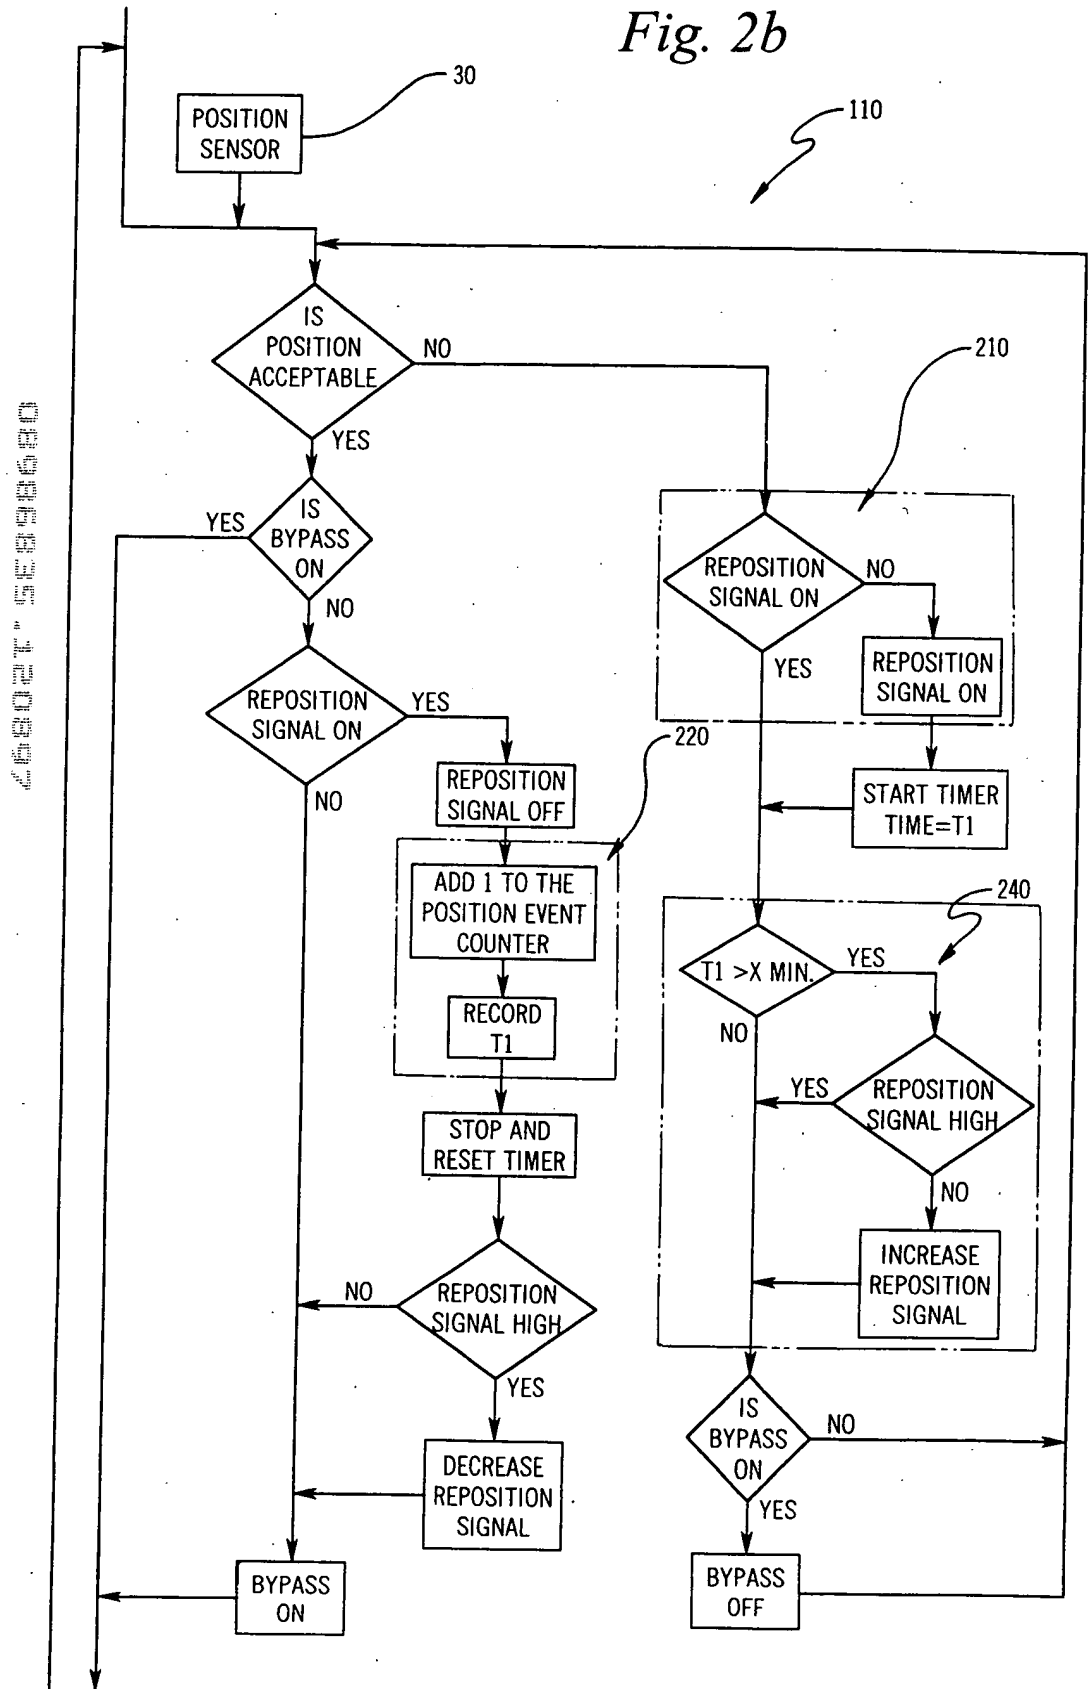 Fig. 2b
30
POSITION
SENSOR
110
IS
POSITION
ACCEPTABLE
NO
210
YES
IS
BYPASS
ON
YES
NO
REPOSITION
SIGNAL ON
NO
YES
REPOSITION
SIGNAL ON
REPOSITION
SIGNAL ON
YES
NO
220
REPOSITION
SIGNAL OFF
START TIMER
TIME=T1
ADD 1 TO THE
POSITION EVENT
COUNTER
240
T1 >X MIN.
YES
NO
RECORD
T1
YES
REPOSITION
SIGNAL HIGH
NO
STOP AND
RESET TIMER
INCREASE
REPOSITION
SIGNAL
NO
REPOSITION
SIGNAL HIGH
YES
IS
BYPASS
ON
NO
YES
DECREASE
REPOSITION
SIGNAL
BYPASS
ON
BYPASS
OFF
08986835.120897